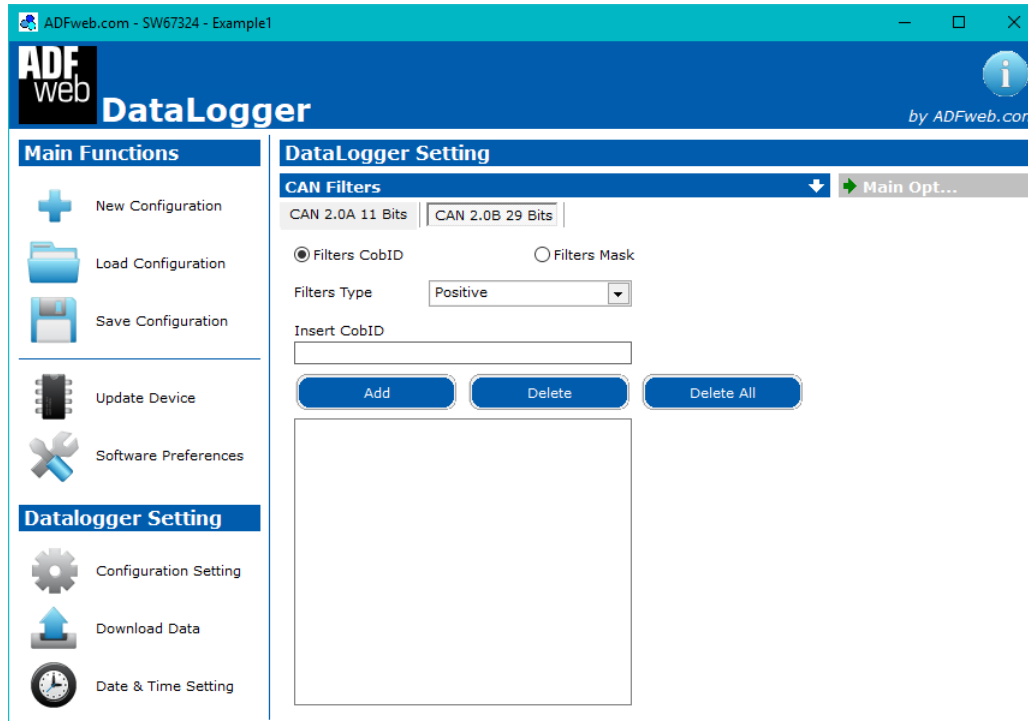 ADFweb.com - SW67324 - Example1
ADF
web
DataLogger
i
by ADFweb.com
Main Functions
New Configuration
Load Configuration
Save Configuration
Update Device
Software Preferences
Datalogger Setting
Configuration Setting
Download Data
Date & Time Setting
DataLogger Setting
CAN Filters
Main Opt...
CAN 2.0A 11 Bits
CAN 2.0B 29 Bits
Filters CobID
Filters Mask
Filters Type
Positive
Insert CobID
Add
Delete
Delete All